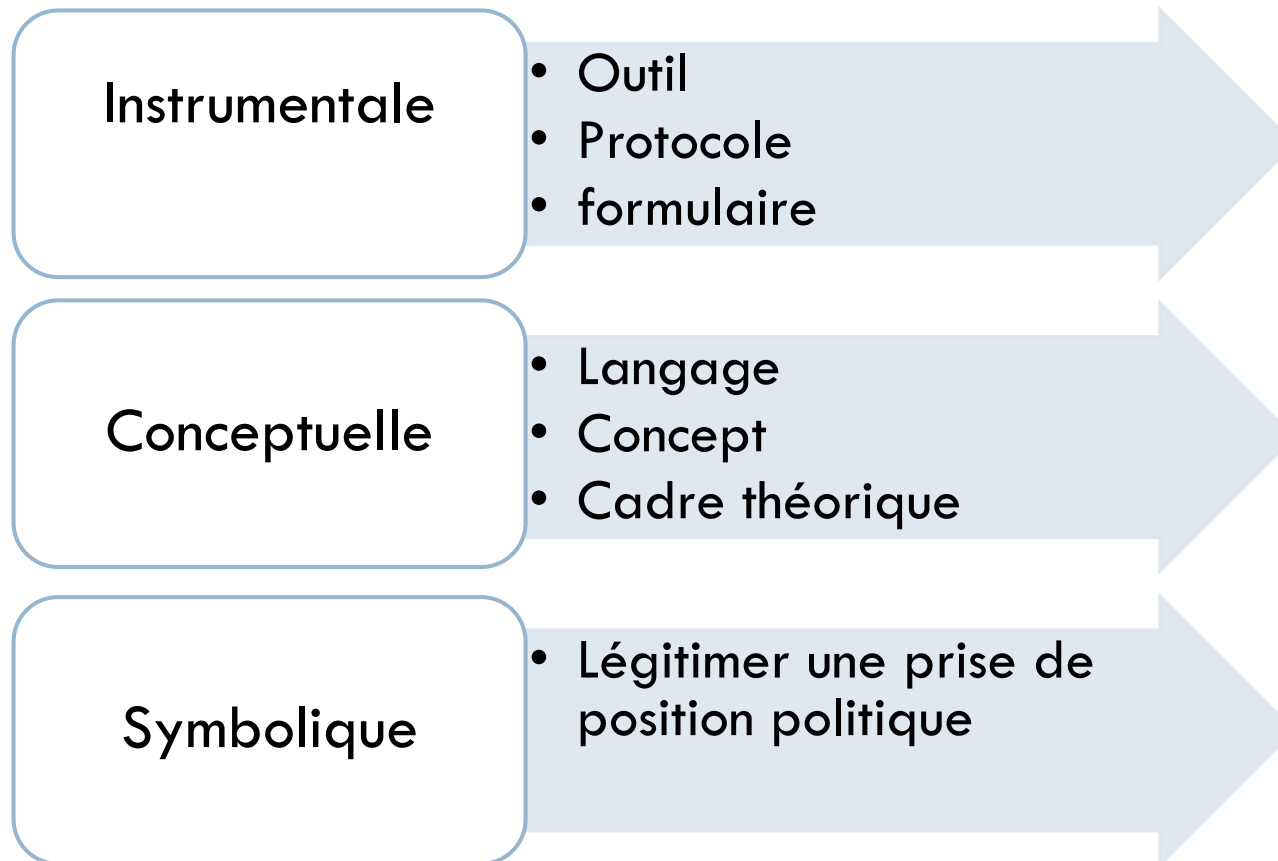 Instrumentale
• Outil
• Protocole
• formulaire
Conceptuelle
• Langage
• Concept
• Cadre théorique
Symbolique
• Légitimer une prise de
position politique